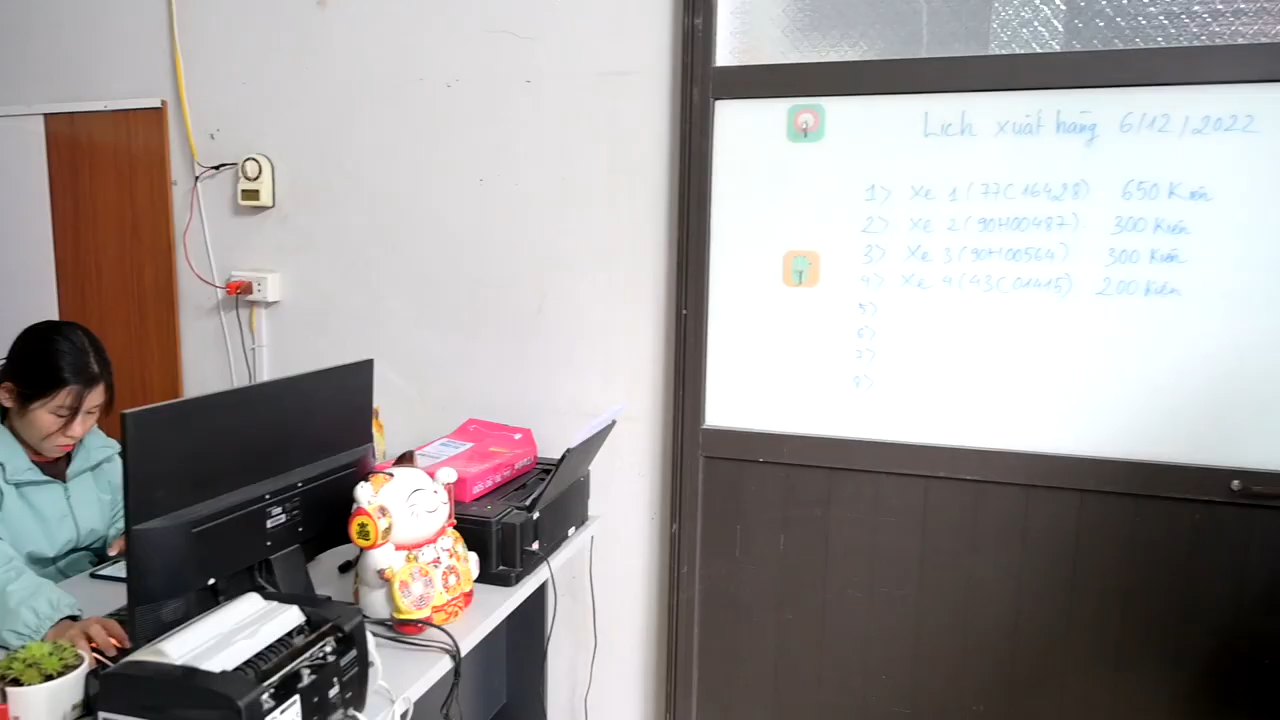 Lịch xuất hàng 6/12/2022
1> Xe 1 (77C16428) 650 Kiện
2> Xe 2 (90H00487) 300 Kiện
3> Xe 3 (90H00564) 300 Kiện
4> Xe 4 (43C01415) 200 Kiện
5>
6>
7>
8>